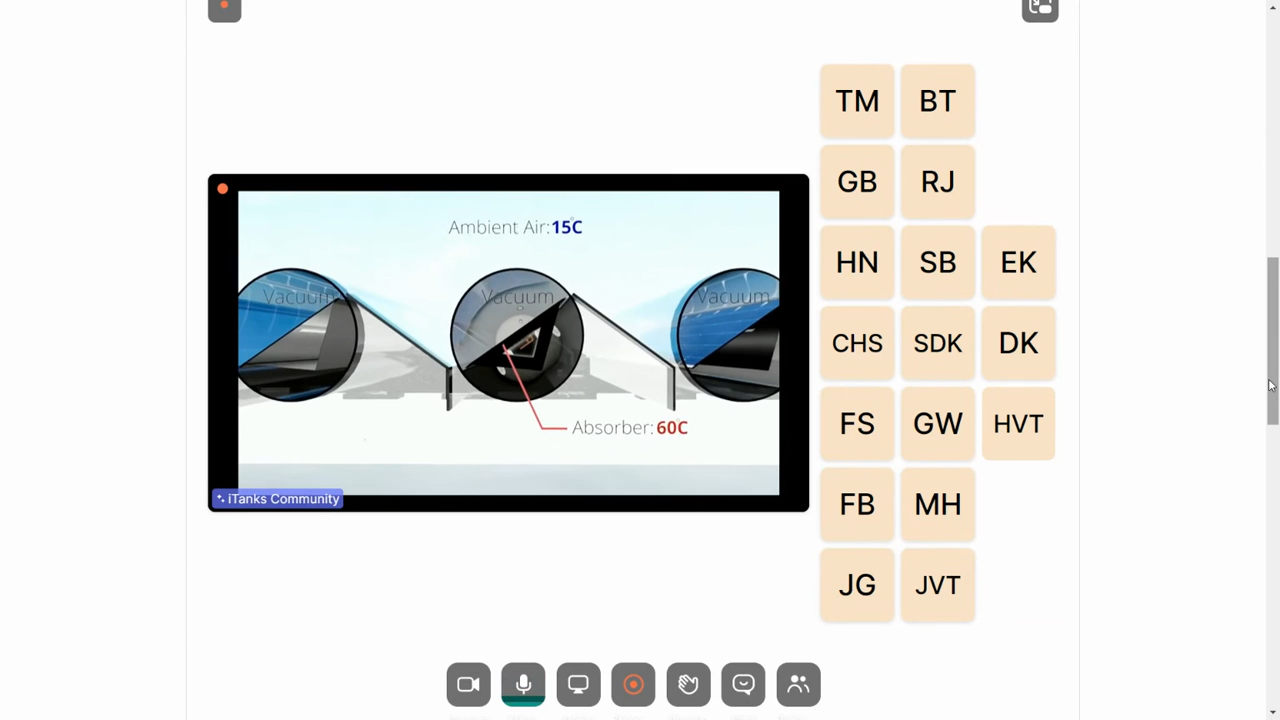 TM BT
GB RJ
HN SB EK
CHS SDK DK
FS GW HVT
FB MH
JG JVT
Ambient Air:15C
Vacuum Vacuum Vacuum
Absorber: 60C
iTanks Community